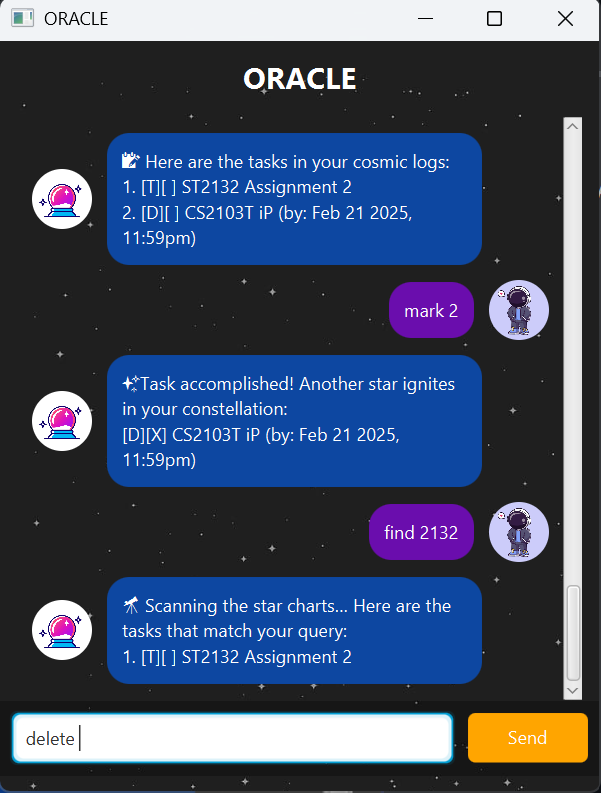 ORACLE
ORACLE
Here are the tasks in your cosmic logs:
1. [T][ ] ST2132 Assignment 2
2. [D][ ] CS2103T iP (by: Feb 21 2025,
11:59pm)
mark 2
Task accomplished! Another star ignites
in your constellation:
[D][X] CS2103T iP (by: Feb 21 2025,
11:59pm)
find 2132
Scanning the star charts... Here are the
tasks that match your query:
1. [T][ ] ST2132 Assignment 2
delete
Send